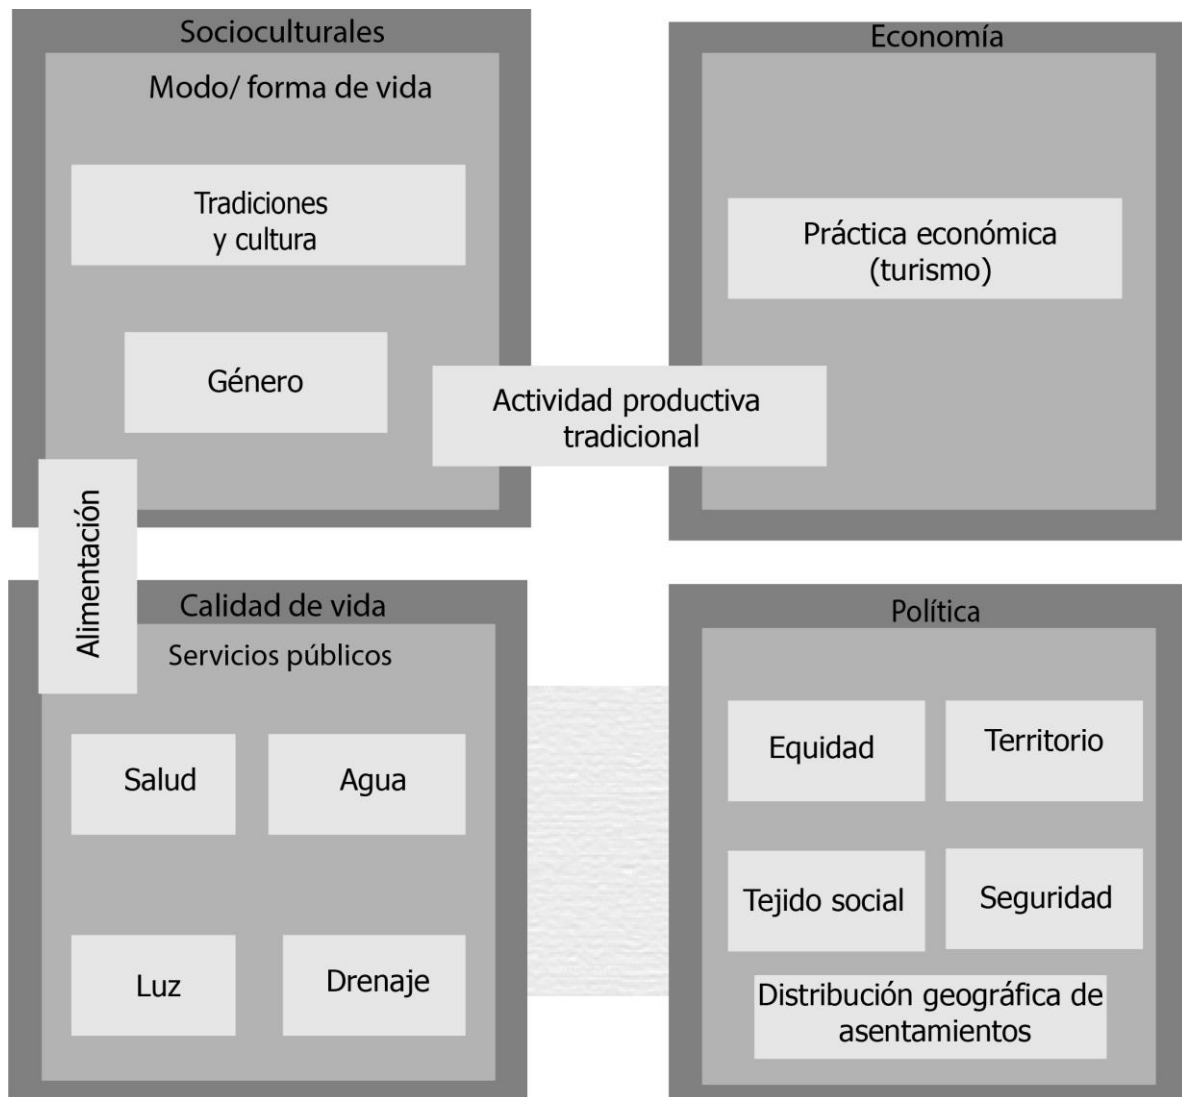 Socioculturales
Modo/ forma de vida
Tradiciones
y cultura
Género
Economía
Práctica económica
(turismo)
Actividad productiva
tradicional
Alimentación
Calidad de vida
Servicios públicos
Salud
Agua
Luz
Drenaje
Política
Equidad
Territorio
Tejido social
Seguridad
Distribución geográfica de
asentamientos